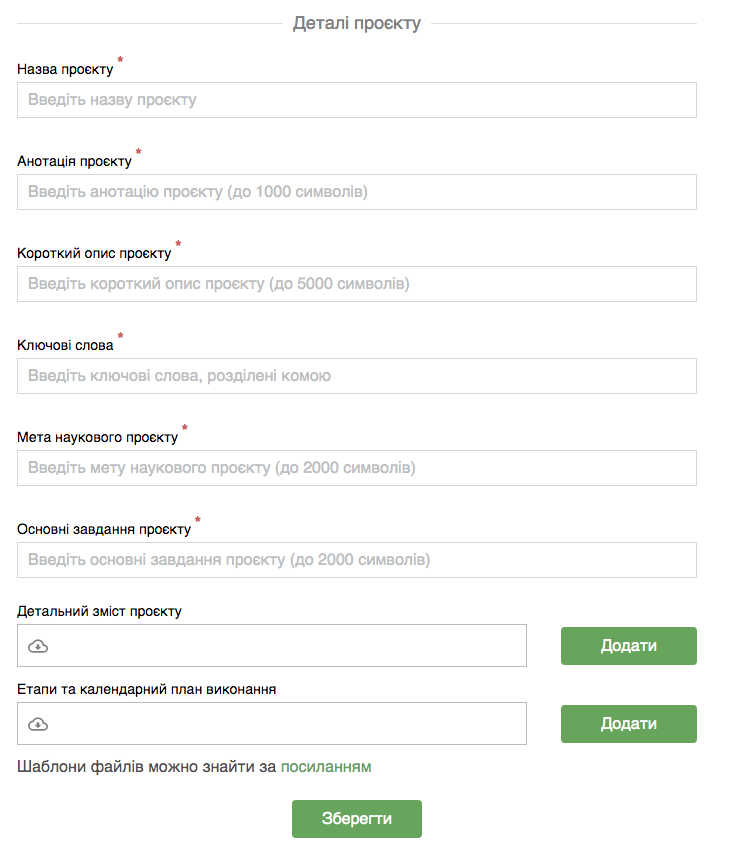 Деталі проєкту
Назва проєкту *
Введіть назву проєкту
Анотація проєкту *
Введіть анотацію проєкту (до 1000 символів)
Короткий опис проєкту *
Введіть короткий опис проєкту (до 5000 символів)
Ключові слова *
Введіть ключові слова, розділені комою
Мета наукового проєкту *
Введіть мету наукового проєкту (до 2000 символів)
Основні завдання проєкту *
Введіть основні завдання проєкту (до 2000 символів)
Детальний зміст проєкту
Додати
Етапи та календарний план виконання
Додати
Шаблони файлів можно знайти за посиланням
Зберегти